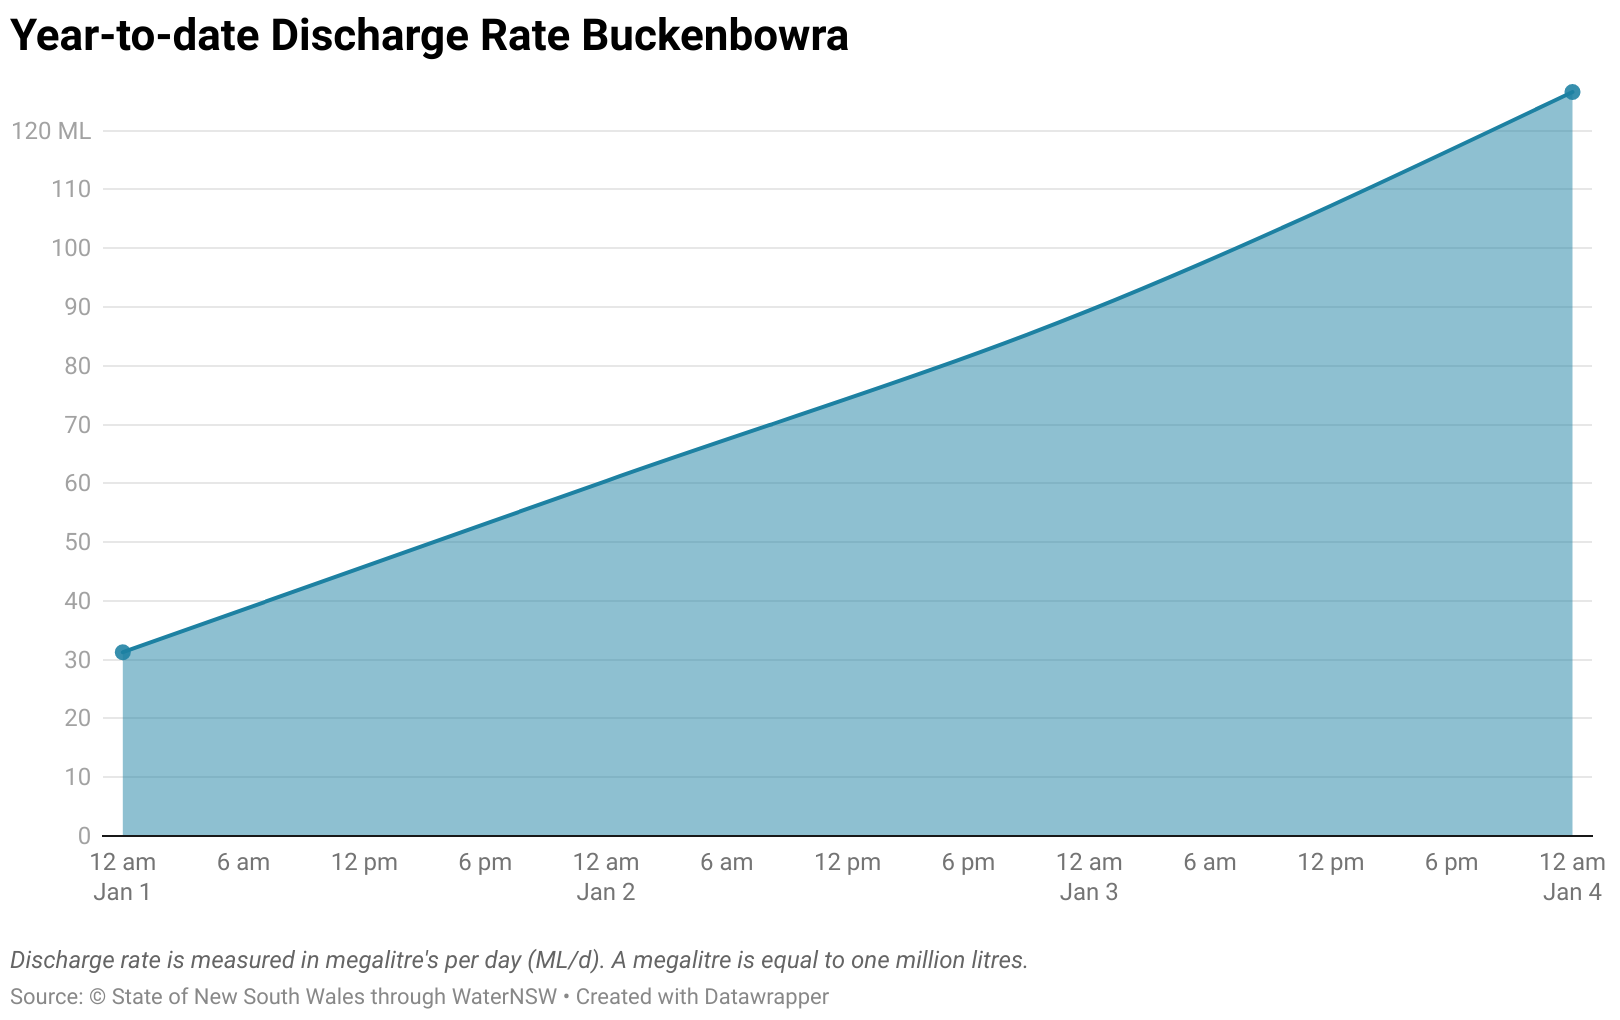 Year-to-date Discharge Rate Buckenbowra
120 ML
110
100
90
80
70
60
50
40
30
20
10
0
12 am 6 am 12 pm 6 pm 12 am 6 am 12 pm 6 pm 12 am 6 am 12 pm 6 pm 12 am
Jan 1 Jan 2 Jan 3 Jan 4
Discharge rate is measured in megalitre's per day (ML/d). A megalitre is equal to one million litres.
Source: © State of New South Wales through WaterNSW • Created with Datawrapper